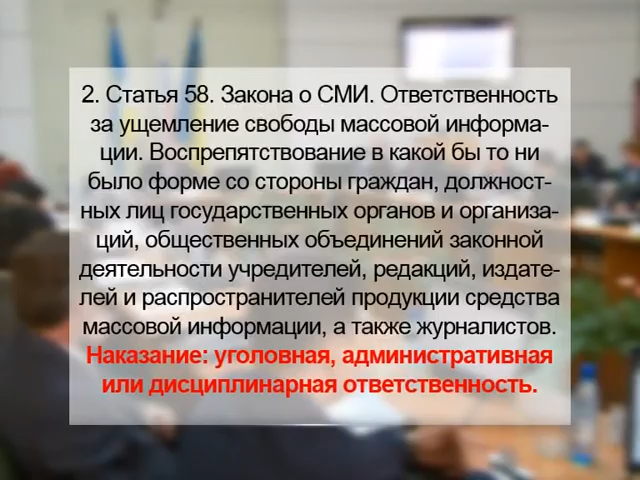 2. Статья 58. Закона о СМИ. Ответственность
за ущемление свободы массовой информа-
ции. Воспрепятствование в какой бы то ни
было форме со стороны граждан, должност-
ных лиц государственных органов и организа-
ций, общественных объединений законной
деятельности учредителей, редакций, издате-
лей и распространителей продукции средства
массовой информации, а также журналистов.
Наказание: уголовная, административная
или дисциплинарная ответственность.